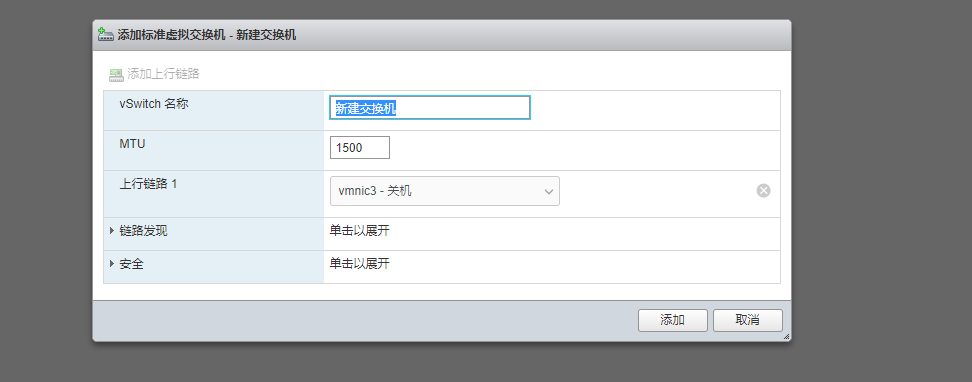 添加标准虚拟交换机 - 新建交换机
添加上行链路
vSwitch 名称
新建交换机
MTU
1500
上行链路 1
vmnic3 - 关机
链路发现
单击以展开
安全
单击以展开
添加
取消